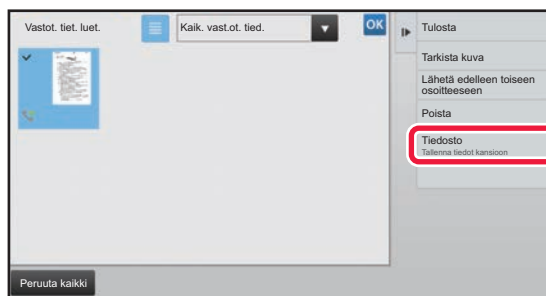 Vastot. tiet. luet.
Kaik. vast.ot. tied.
OK
Tulosta
Tarkista kuva
Lähetä edelleen toiseen
osoitteeseen
Poista
Tiedosto
Tallenna tiedot kansioon
Peruuta kaikki